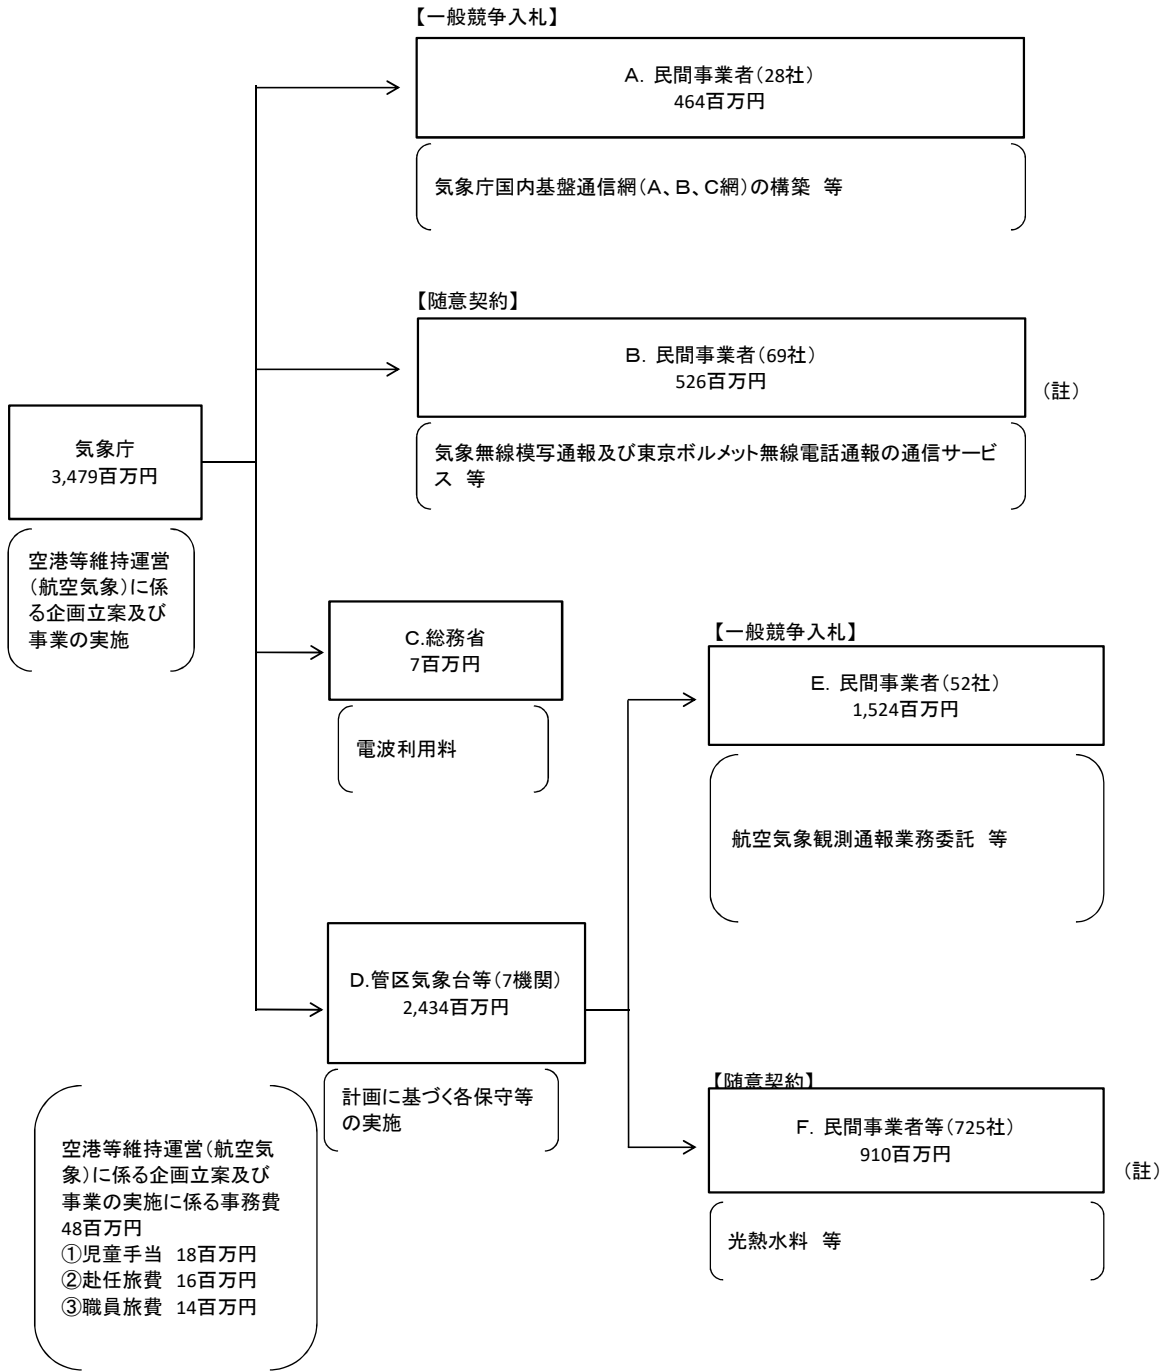 【一般競争入札】
A. 民間事業者(28社)
464百万円
気象庁国内基盤通信網(A、B、C網)の構築 等
【随意契約】
B. 民間事業者(69社)
526百万円
(註)
気象無線模写通報及び東京ボルメット無線電話通報の通信サービ
ス 等
気象庁
3,479百万円
空港等維持運営
(航空気象)に係
る企画立案及び
事業の実施
C.総務省
7百万円
電波利用料
【一般競争入札】
E. 民間事業者(52社)
1,524百万円
航空気象観測通報業務委託 等
D.管区気象台等(7機関)
2,434百万円
計画に基づく各保守等
の実施
【随意契約】
F. 民間事業者等(725社)
910百万円
(註)
光熱水料 等
空港等維持運営(航空気
象)に係る企画立案及び
事業の実施に係る事務費
48百万円
①児童手当 18百万円
②赴任旅費 16百万円
③職員旅費 14百万円